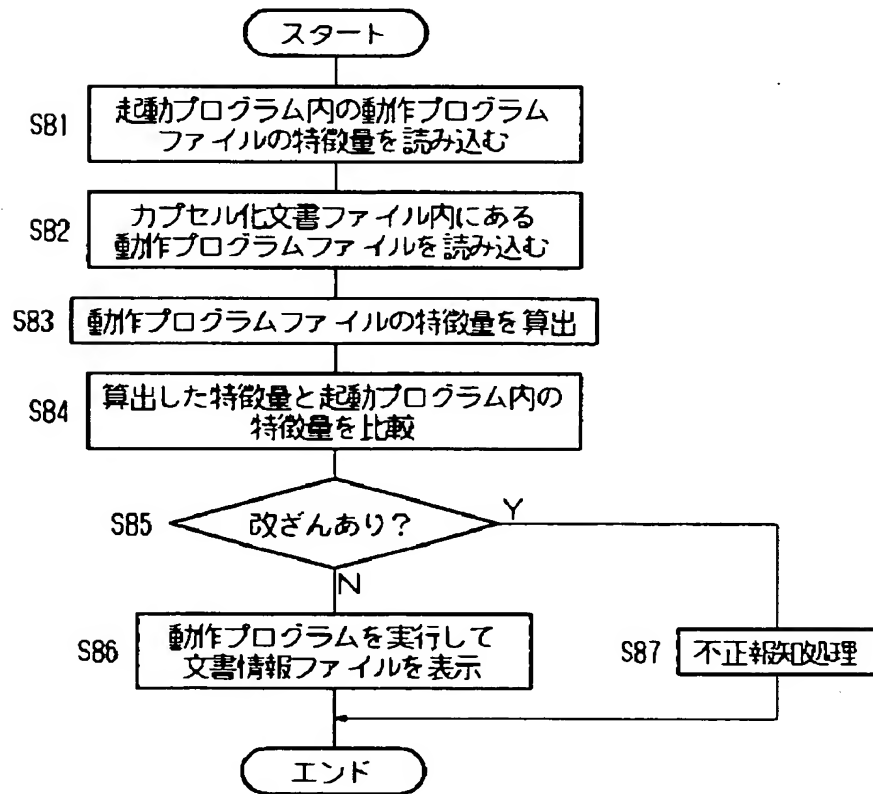 スタート
S81
起動プログラム内の動作プログラム
ファイルの特徴量を読み込む
S82
カプセル化文書ファイル内にある
動作プログラムファイルを読み込む
S83
動作プログラムファイルの特徴量を算出
S84
算出した特徴量と起動プログラム内の
特徴量を比較
S85
改ざんあり?
Y
N
S86
動作プログラムを実行して
文書情報ファイルを表示
S87
不正報知処理
エンド